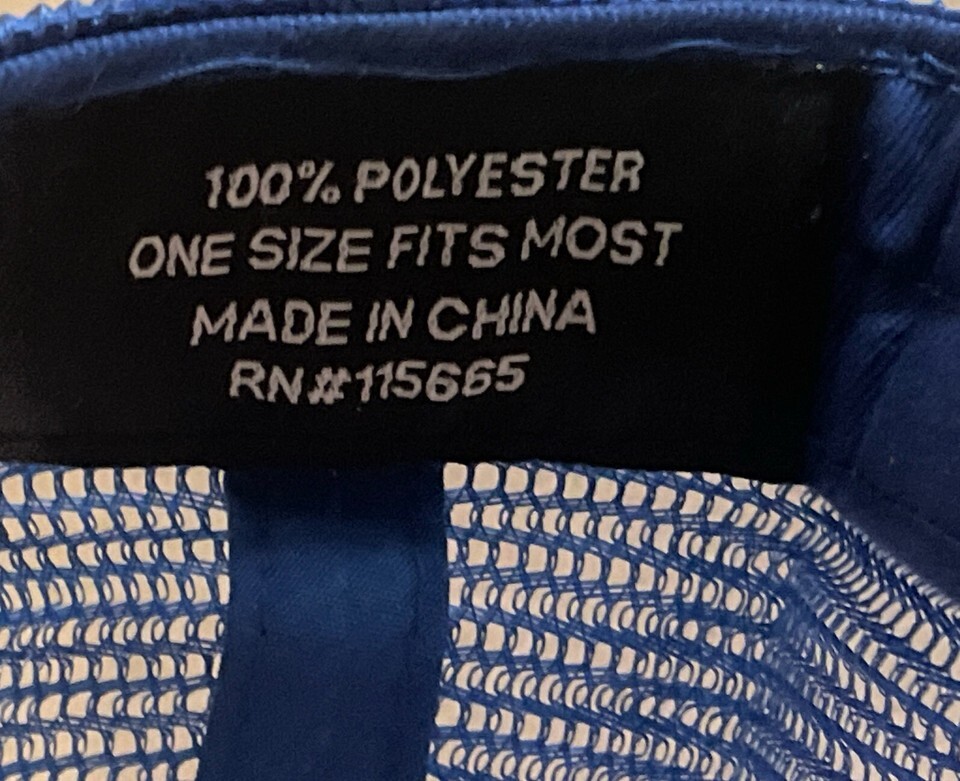 100% POLYESTER
ONE SIZE FITS MOST
MADE IN CHINA
RN#115665